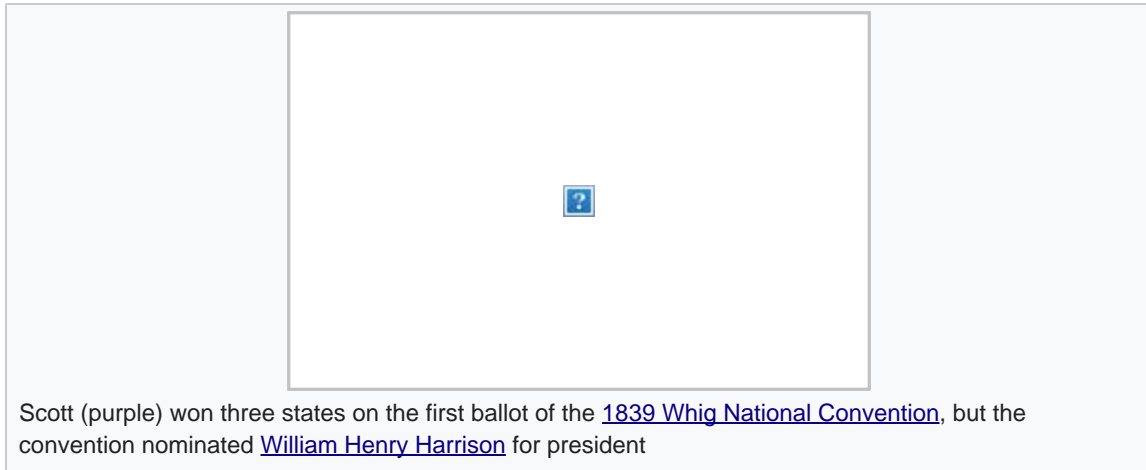 Scott (purple) won three states on the first ballot of the 1839 Whig National Convention, but the
convention nominated William Henry Harrison for president